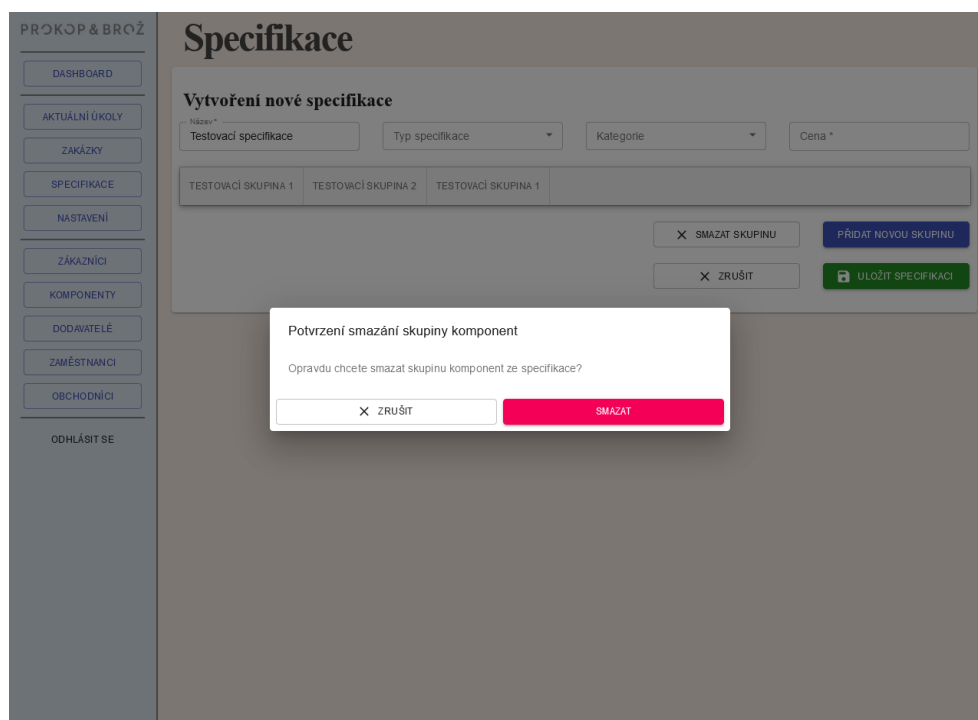 PROKOP & BROŽ
DASHBOARD
AKTUÁLNÍ ÚKOLY
ZAKÁZKY
SPECIFIKACE
NASTAVENÍ
ZÁKAZNÍCI
KOMPONENTY
DODAVATELÉ
ZAMĚSTNANCI
OBCHODNÍCI
ODHLÁSIT SE
Specifikace
Vytvoření nové specifikace
Název *
Testovací specifikace
Typ specifikace
Kategorie
Cena *
TESTOVACÍ SKUPINA 1
TESTOVACÍ SKUPINA 2
TESTOVACÍ SKUPINA 1
SMAZAT SKUPINU
PŘIDAT NOVOU SKUPINU
ZRUŠIT
ULOŽIT SPECIFIKACI
Potvrzení smazání skupiny komponent
Opravdu chcete smazat skupinu komponent ze specifikace?
ZRUŠIT
SMAZAT